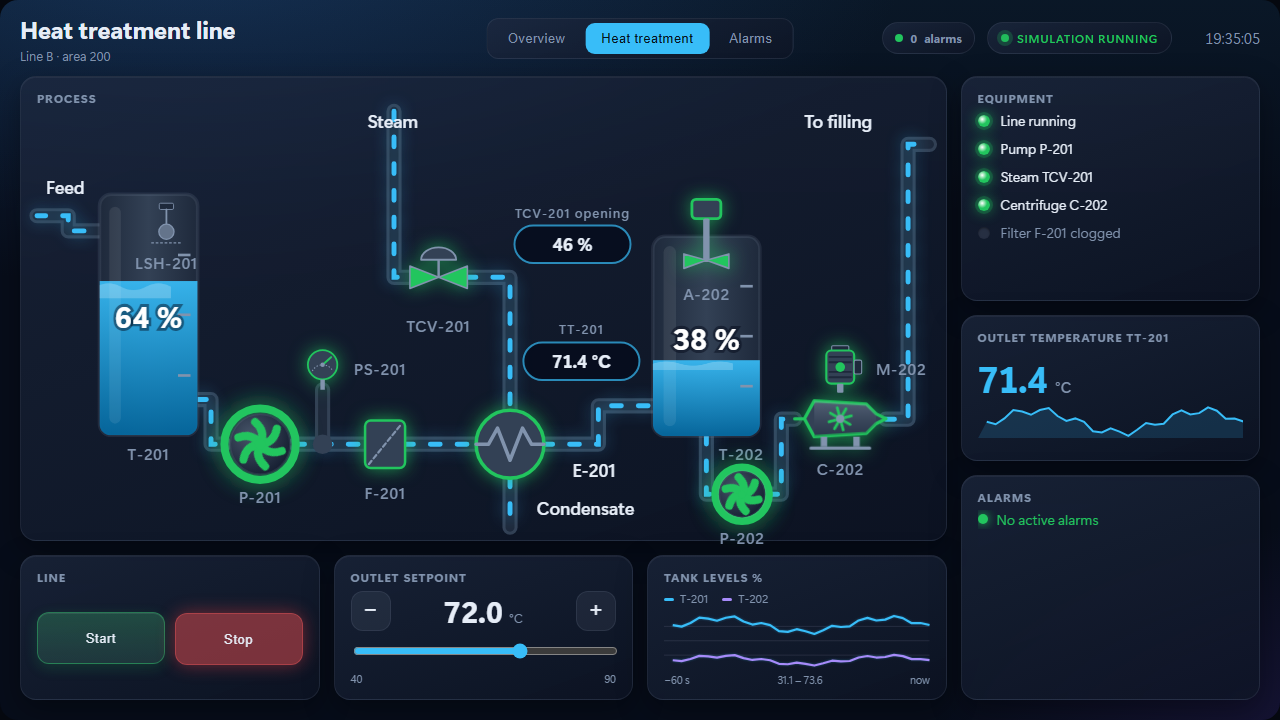 Heat treatment line
Line B · area 200
Overview
Heat treatment
Alarms
0 alarms
SIMULATION RUNNING
19:35:05
PROCESS
Steam
To filling
Feed
TCV-201 opening
46 %
LSH-201
A-202
64 %
TCV-201
TT-201
71.4 °C
38 %
PS-201
M-202
T-201
P-201
F-201
E-201
Condensate
T-202
C-202
P-202
EQUIPMENT
Line running
Pump P-201
Steam TCV-201
Centrifuge C-202
Filter F-201 clogged
OUTLET TEMPERATURE TT-201
71.4 °C
ALARMS
No active alarms
LINE
Start
Stop
OUTLET SETPOINT
−
72.0 °C
+
40
90
TANK LEVELS %
T-201
T-202
−60 s
31.1 – 73.6
now